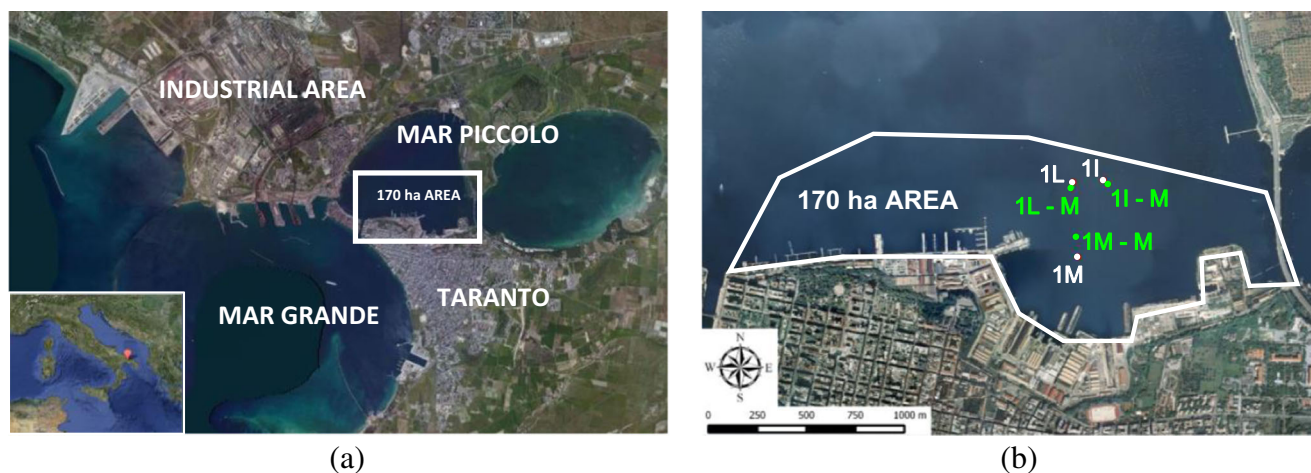 INDUSTRIAL AREA
MAR PICCOLO
170 ha AREA
TARANTO
MAR GRANDE
(a)
1L 1I
1L - M 1I - M
170 ha AREA
1M - M
1M
N
W E
S
0 250 500 750 1000 m
(b)